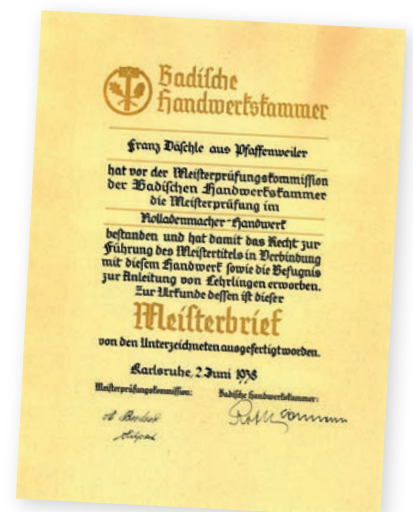 Badische
Handwerkskammer
Franz Däschle aus Pfaffenweiler
hat vor der Meisterprüfungskommission
der Badischen Handwerkskammer
die Meisterprüfung im
Rolladenmacher-Handwerk
bestanden und hat damit das Recht zur
Führung des Meistertitels in Verbindung
mit diesem Handwerk sowie die Befugnis
zur Anleitung von Lehrlingen erworben.
Zur Urkunde dessen ist dieser
Meisterbrief
von den Unterzeichneten ausgefertigt worden.
Karlsruhe, 2. Juni 1938
Meisterprüfungskommission: Badische Handwerkskammer: